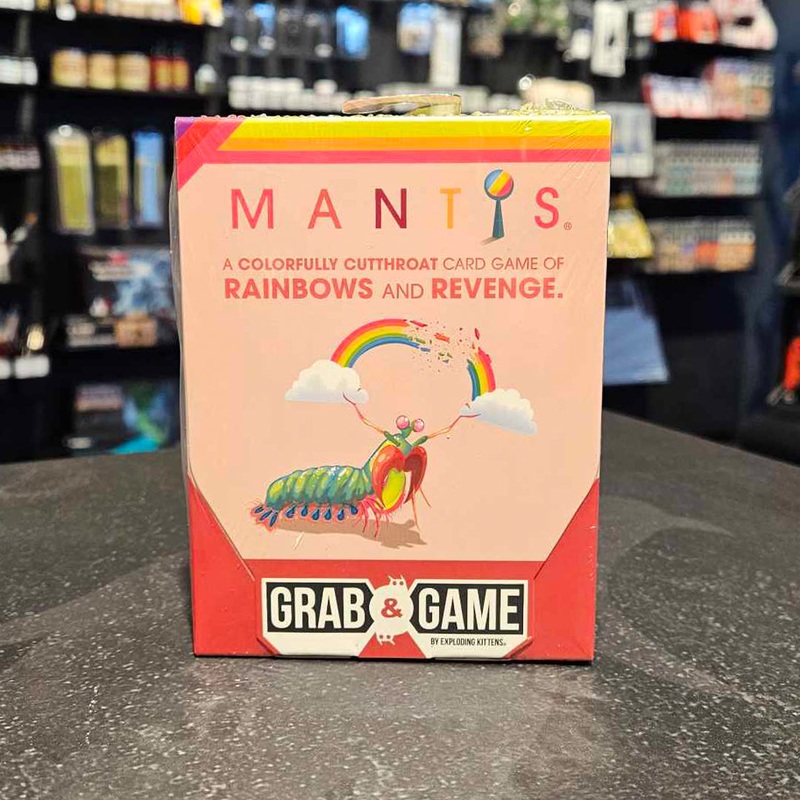 MANTIS®
A COLORFULLY CUTTHROAT CARD GAME OF
RAINBOWS AND REVENGE.
GRAB & GAME
BY EXPLODING KITTENS®